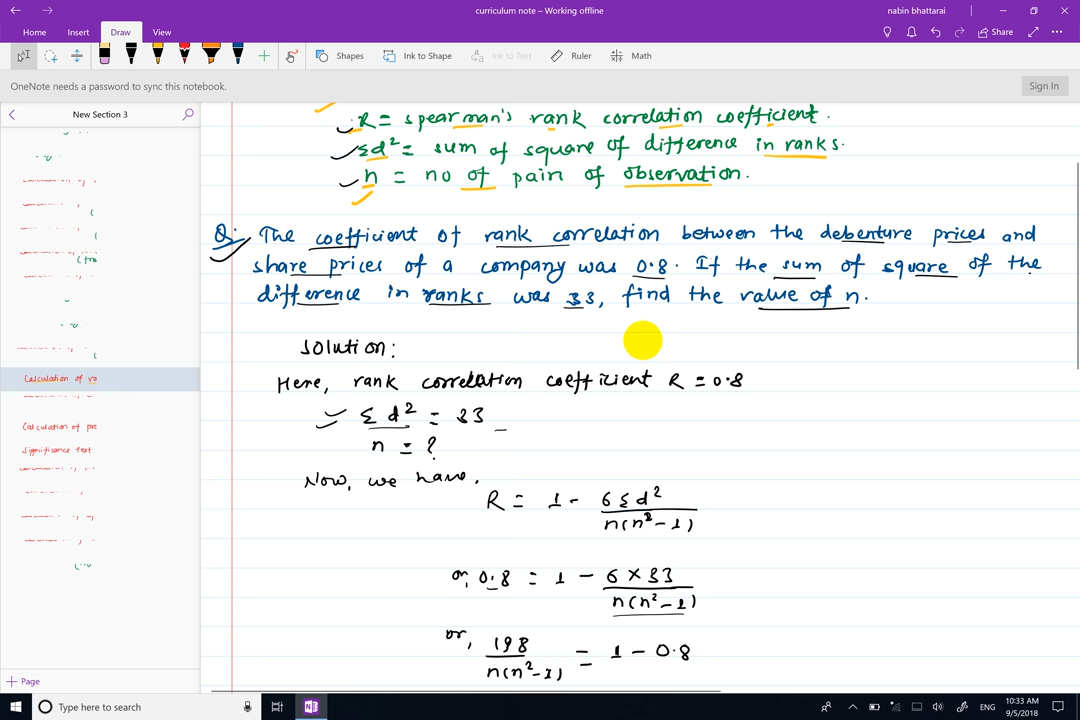 curriculum note – Working offline
nabin bhattarai
Home Insert Draw View
Share
Shapes
Ink to Shape
Ink to Text
Ruler
Math
OneNote needs a password to sync this notebook.
Sign In
New Section 3
Calculation of
Significance test
Page
R = spearman's rank correlation coefficient.
Σd² = sum of square of difference in ranks.
n = no of pair of observation.
Q: The coefficient of rank correlation between the debenture prices and
share prices of a company was 0.8. If the sum of square of the
difference in ranks was 33, find the value of n.
Solution:
Here, rank correlation coefficient R = 0.8
Σd² = 33
n = ?
Now, we have,
R = 1 - 6Σd² / n(n²-1)
or, 0.8 = 1 - 6×33 / n(n²-1)
or, 198 / n(n²-1) = 1 - 0.8
Type here to search
ENG
10:33 AM
9/5/2018